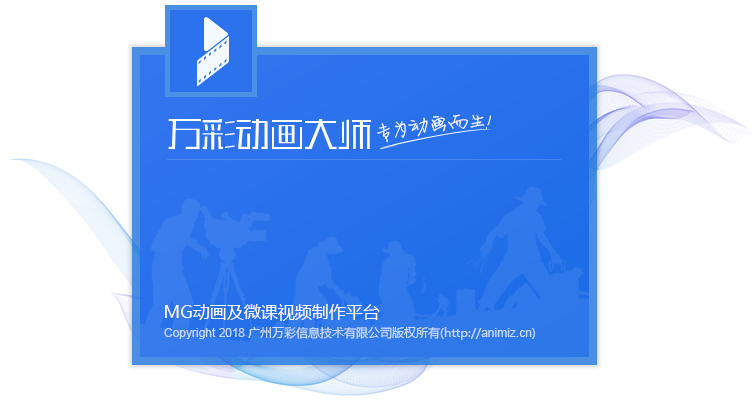 万彩动画大师 专为动画而生!
MG动画及微课视频制作平台
Copyright 2018 广州万彩信息技术有限公司版权所有(http://animiz.cn)